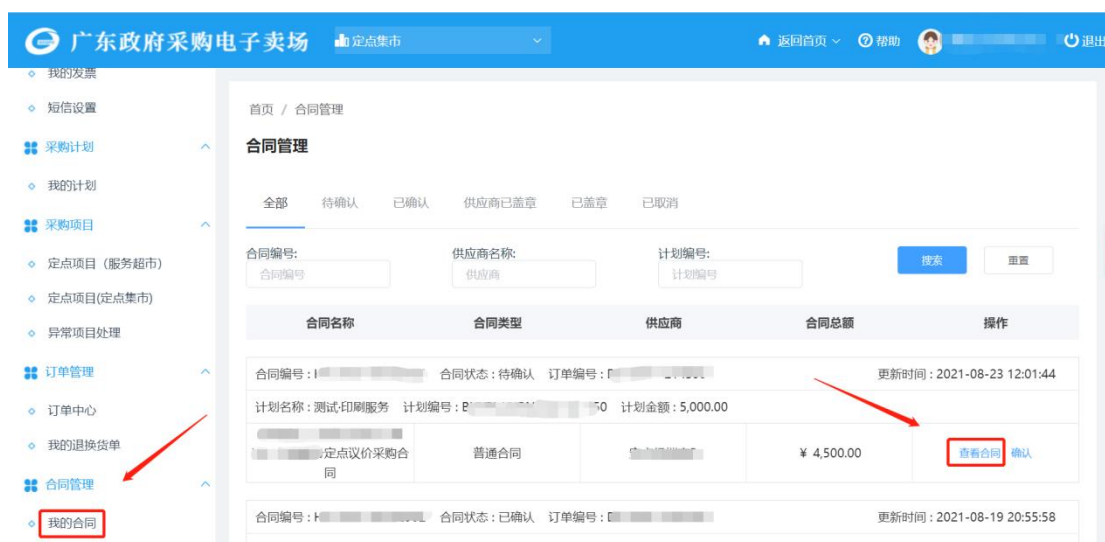 广东政府采购电子卖场
定点集市
返回首页
帮助
退出
我的发票
短信设置
采购计划
我的计划
采购项目
定点项目（服务超市）
定点项目(定点集市)
异常项目处理
订单管理
订单中心
我的退换货单
合同管理
我的合同
首页 / 合同管理
合同管理
全部 待确认 已确认 供应商已盖章 已盖章 已取消
合同编号: 供应商名称: 计划编号:
合同编号 供应商 计划编号 搜索 重置
合同名称 合同类型 供应商 合同总额 操作
合同编号 : 合同状态 : 待确认 订单编号 : 更新时间 : 2021-08-23 12:01:44
计划名称 : 测试-印刷服务 计划编号 : 计划金额 : 5,000.00
定点议价采购合
同
普通合同
¥ 4,500.00
查看合同 确认
合同编号 : 合同状态 : 已确认 订单编号 : 更新时间 : 2021-08-19 20:55:58